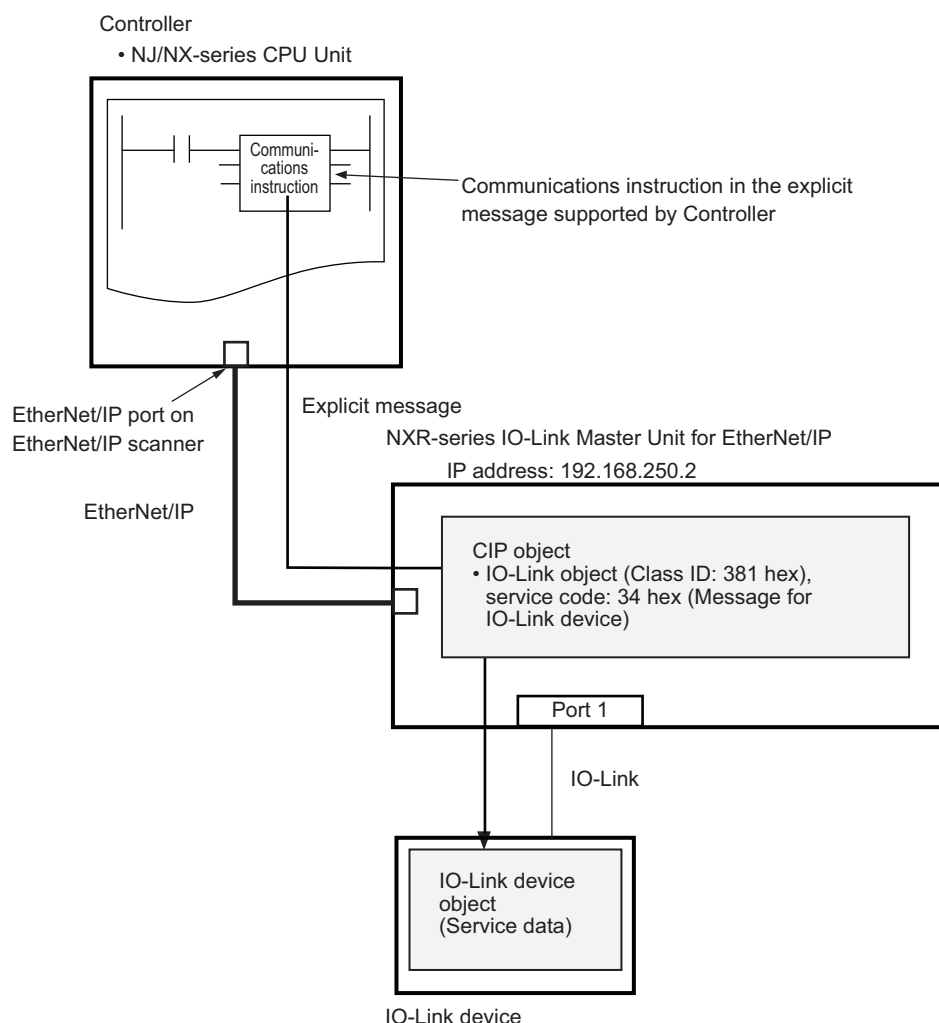 Controller
• NJ/NX-series CPU Unit
Communi-
cations
instruction
Communications instruction in the explicit
message supported by Controller
EtherNet/IP port on
EtherNet/IP scanner
Explicit message
NXR-series IO-Link Master Unit for EtherNet/IP
IP address: 192.168.250.2
EtherNet/IP
CIP object
• IO-Link object (Class ID: 381 hex),
service code: 34 hex (Message for
IO-Link device)
Port 1
IO-Link
IO-Link device
object
(Service data)
IO-Link device